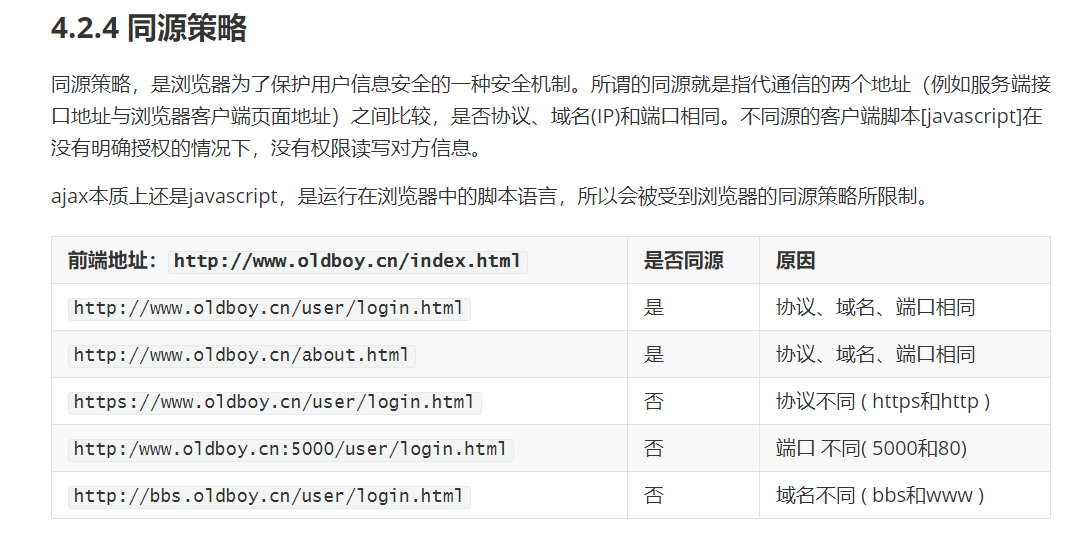 4.2.4 同源策略
同源策略，是浏览器为了保护用户信息安全的一种安全机制。所谓的同源就是指代通信的两个地址（例如服务端接
口地址与浏览器客户端页面地址）之间比较，是否协议、域名(IP)和端口相同。不同源的客户端脚本[javascript]在
没有明确授权的情况下，没有权限读写对方信息。
ajax本质上还是javascript，是运行在浏览器中的脚本语言，所以会被受到浏览器的同源策略所限制。
前端地址： http://www.oldboy.cn/index.html 是否同源 原因
http://www.oldboy.cn/user/login.html 是 协议、域名、端口相同
http://www.oldboy.cn/about.html 是 协议、域名、端口相同
https://www.oldboy.cn/user/login.html 否 协议不同 ( https和http )
http:/www.oldboy.cn:5000/user/login.html 否 端口 不同( 5000和80)
http://bbs.oldboy.cn/user/login.html 否 域名不同 ( bbs和www )